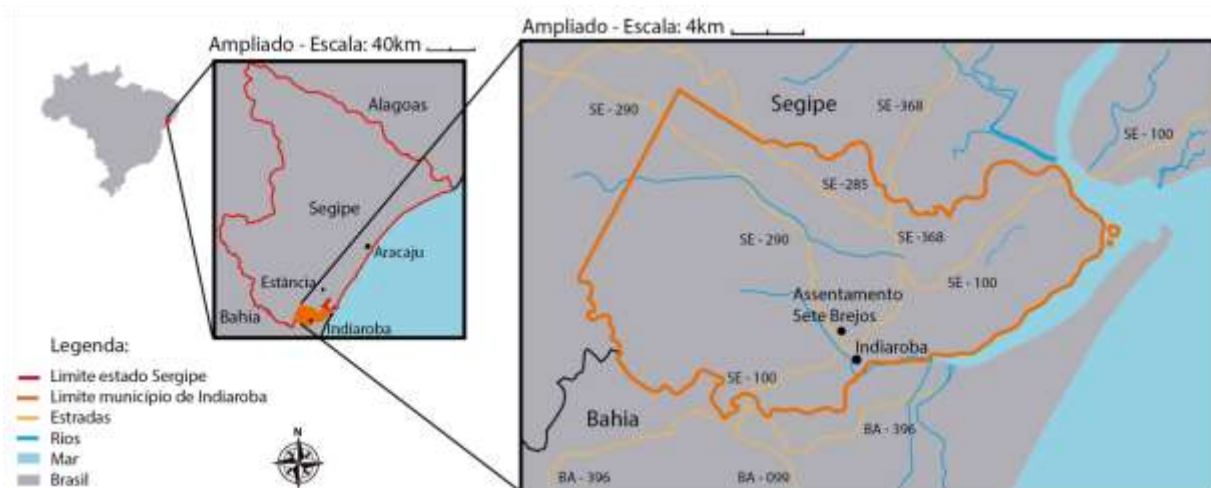 Ampliado - Escala: 40km
Ampliado - Escala: 4km
Alagoas
Segipe
Aracaju
Estância
Bahia
Indiaroba
Segipe
SE - 290
SE - 368
SE - 100
SE - 285
SE - 290
SE -368
SE - 100
Assentamento
Sete Brejos
Indiaroba
SE - 100
Bahia
BA - 396
BA - 396
BA - 099
Legenda:
Limite estado Sergipe
Limite município de Indiaroba
Estradas
Rios
Mar
Brasil
N